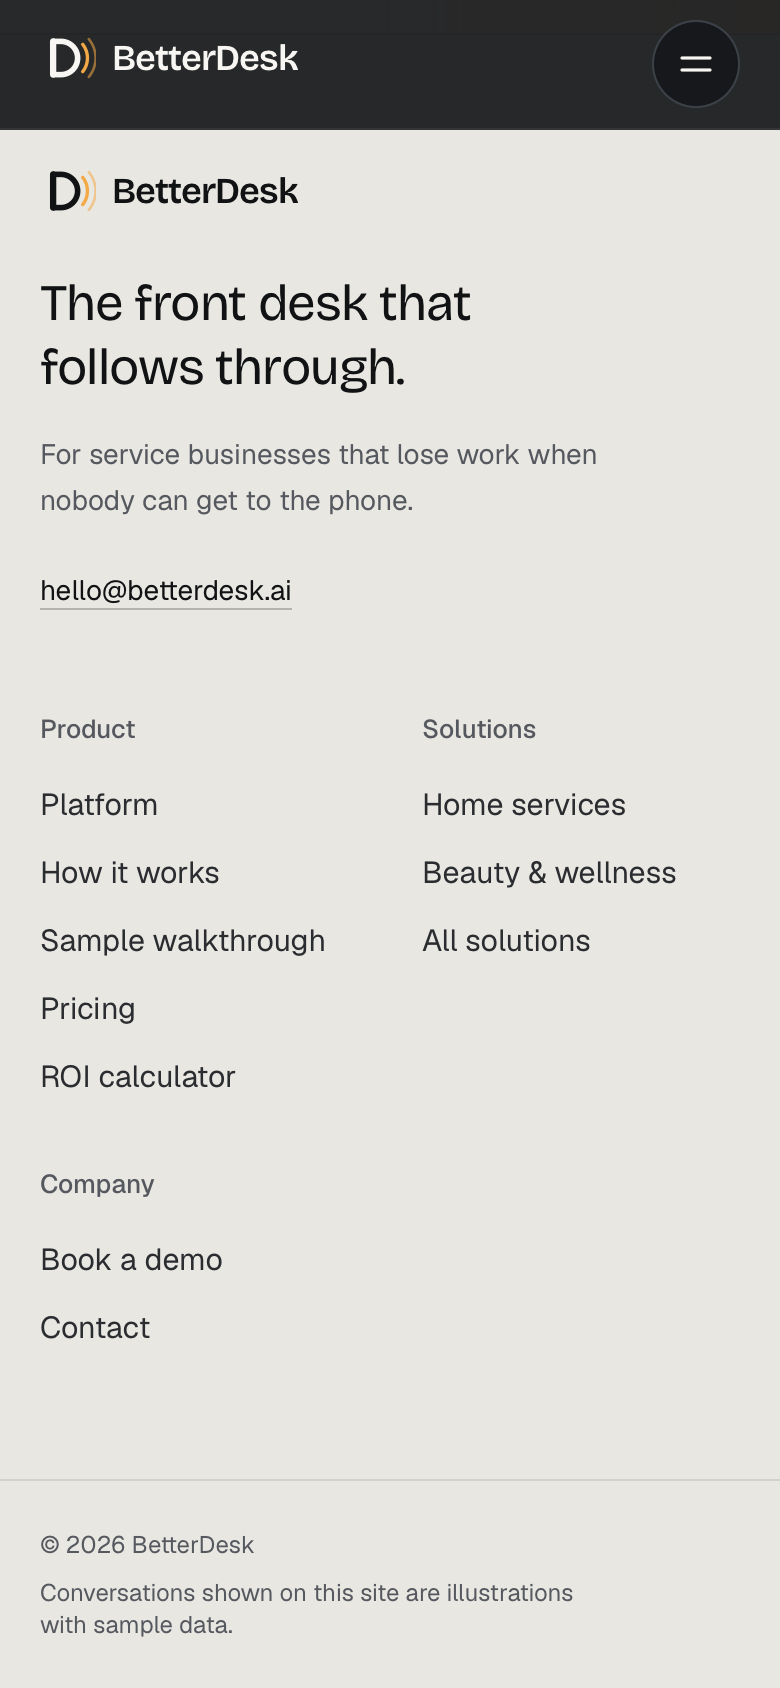 BetterDesk
BetterDesk
The front desk that
follows through.
For service businesses that lose work when
nobody can get to the phone.
hello@betterdesk.ai
Product
Platform
How it works
Sample walkthrough
Pricing
ROI calculator
Solutions
Home services
Beauty & wellness
All solutions
Company
Book a demo
Contact
© 2026 BetterDesk
Conversations shown on this site are illustrations
with sample data.